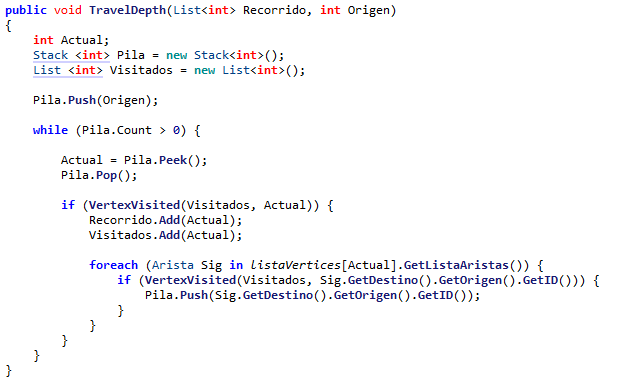 public void TravelDepth(List<int> Recorrido, int Origen)
{
    int Actual;
    Stack <int> Pila = new Stack<int>();
    List <int> Visitados = new List<int>();

    Pila.Push(Origen);

    while (Pila.Count > 0) {

        Actual = Pila.Peek();
        Pila.Pop();

        if (VertexVisited(Visitados, Actual)) {
            Recorrido.Add(Actual);
            Visitados.Add(Actual);

            foreach (Arista Sig in listaVertices[Actual].GetListaAristas()) {
                if (VertexVisited(Visitados, Sig.GetDestino().GetOrigen().GetID())) {
                    Pila.Push(Sig.GetDestino().GetOrigen().GetID());
                }
            }
        }
    }
}